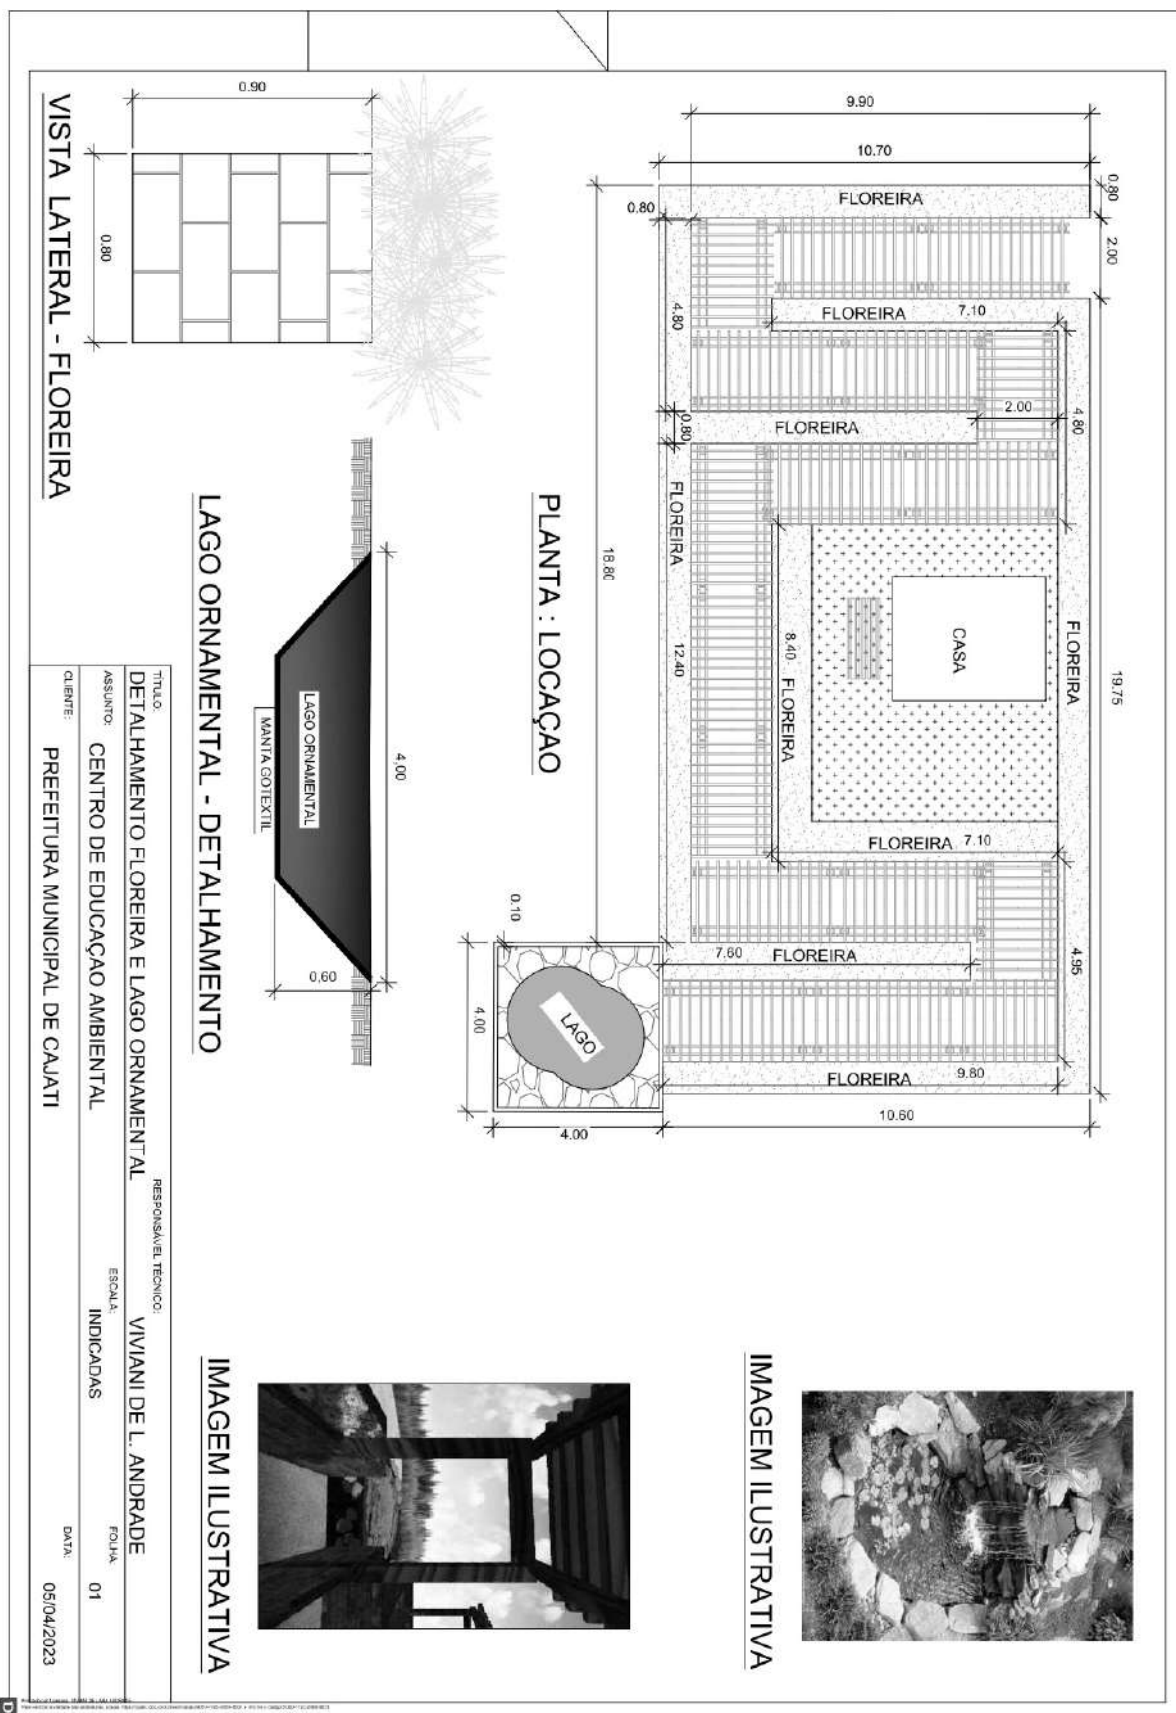 9.90
10.70
0.80
FLOREIRA
0.80
2.00
FLOREIRA
7.10
4.80
2.00
4.80
0.80
FLOREIRA
FLOREIRA
CASA
FLOREIRA
8.40
FLOREIRA
12.40
19.75
18.80
FLOREIRA
7.10
7.60
FLOREIRA
4.95
FLOREIRA
9.80
10.60
0.10
4.00
LAGO
4.00
PLANTA : LOCAÇAO
0.90
0.80
VISTA LATERAL - FLOREIRA
4,00
LAGO ORNAMENTAL
MANTA GOTEXTIL
0,60
LAGO ORNAMENTAL - DETALHAMENTO
IMAGEM ILUSTRATIVA
IMAGEM ILUSTRATIVA
TITULO:
DETALHAMENTO FLOREIRA E LAGO ORNAMENTAL
RESPONSÁVEL TÉCNICO:
VIVIANI DE L. ANDRADE
ASSUNTO:
CENTRO DE EDUCAÇAO AMBIENTAL
ESCALA:
INDICADAS
FOLHA:
01
CLIENTE:
PREFEITURA MUNICIPAL DE CAJATI
DATA:
05/04/2023